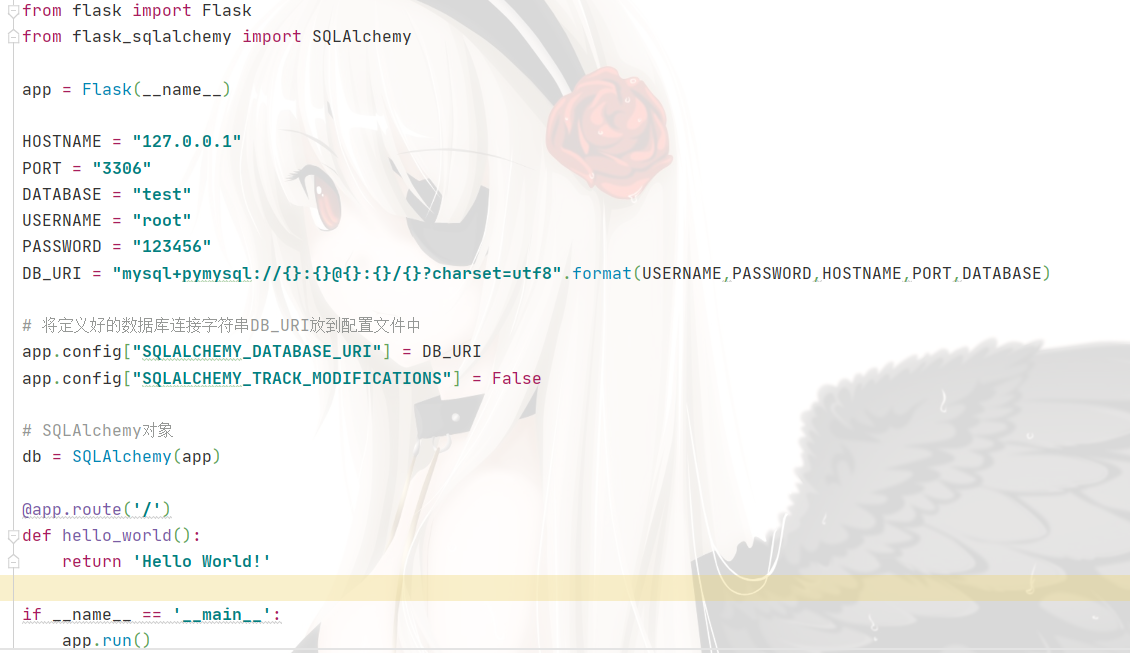 from flask import Flask
from flask_sqlalchemy import SQLAlchemy
app = Flask(__name__)
HOSTNAME = "127.0.0.1"
PORT = "3306"
DATABASE = "test"
USERNAME = "root"
PASSWORD = "123456"
DB_URI = "mysql+pymysql://{}:{}@{}:{}/{}?charset=utf8".format(USERNAME,PASSWORD,HOSTNAME,PORT,DATABASE)
# 将定义好的数据库连接字符串DB_URI放到配置文件中
app.config["SQLALCHEMY_DATABASE_URI"] = DB_URI
app.config["SQLALCHEMY_TRACK_MODIFICATIONS"] = False
# SQLAlchemy对象
db = SQLAlchemy(app)
@app.route('/')
def hello_world():
    return 'Hello World!'
if __name__ == '__main__':
    app.run()